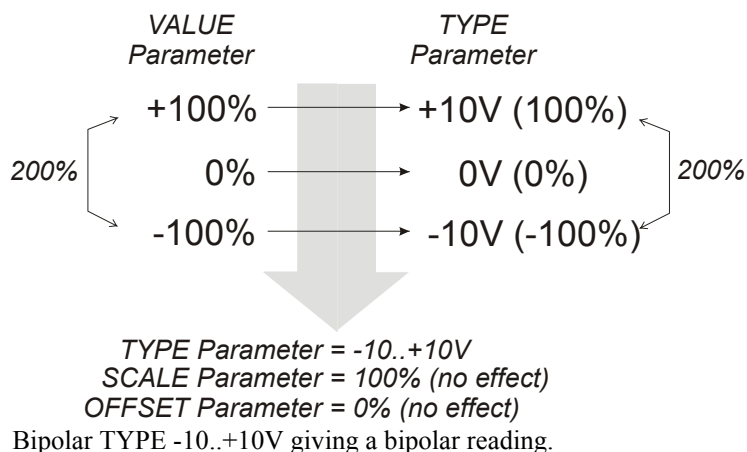 VALUE TYPE
Parameter Parameter
+100% +10V (100%)
200% 0% 0V (0%) 200%
-100% -10V (-100%)
TYPE Parameter = -10..+10V
SCALE Parameter = 100% (no effect)
OFFSET Parameter = 0% (no effect)
Bipolar TYPE -10..+10V giving a bipolar reading.